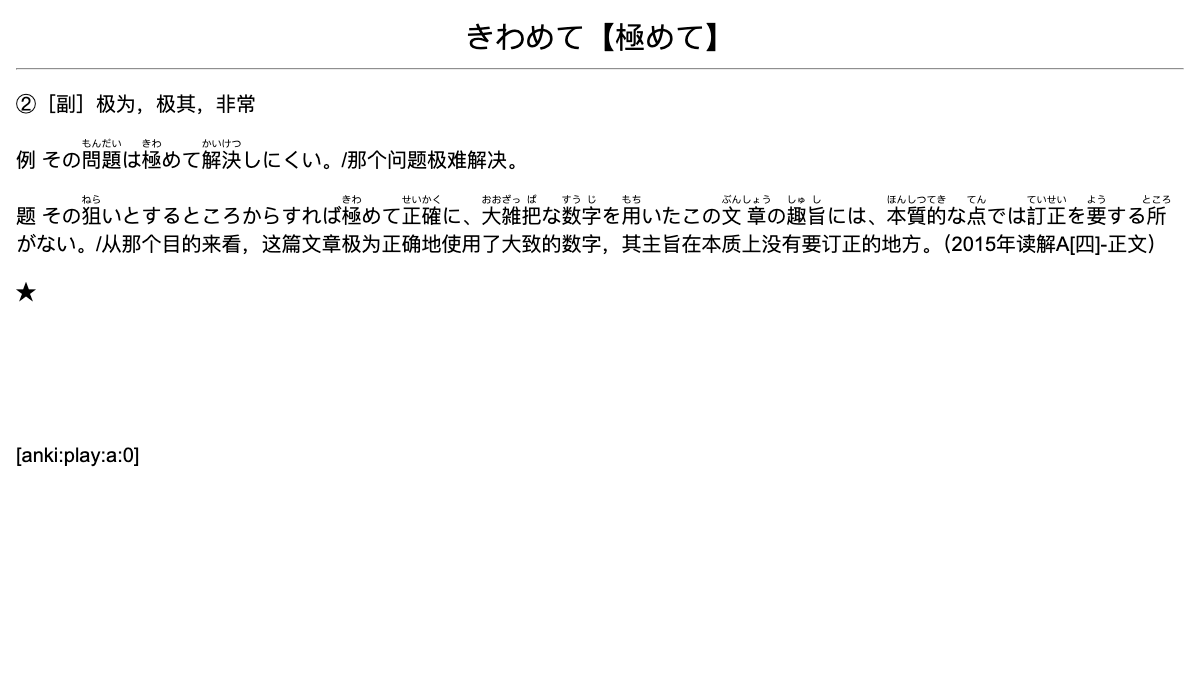 きわめて【極めて】
②［副］极为，极其，非常
もんだい きわ かいけつ
例 その問題は極めて解決しにくい。/那个问题极难解决。
ねら きわ せいかく おおざっ ぱ すう じ もち ぶんしょう しゅ し ほんしつてき てん ていせい よう ところ
题 その狙いとするところからすれば極めて正確に、大雑把な数字を用いたこの文章の趣旨には、本質的な点では訂正を要する所
がない。/从那个目的来看，这篇文章极为正确地使用了大致的数字，其主旨在本质上没有要订正的地方。（2015年读解A[四]-正文）
★
[anki:play:a:0]